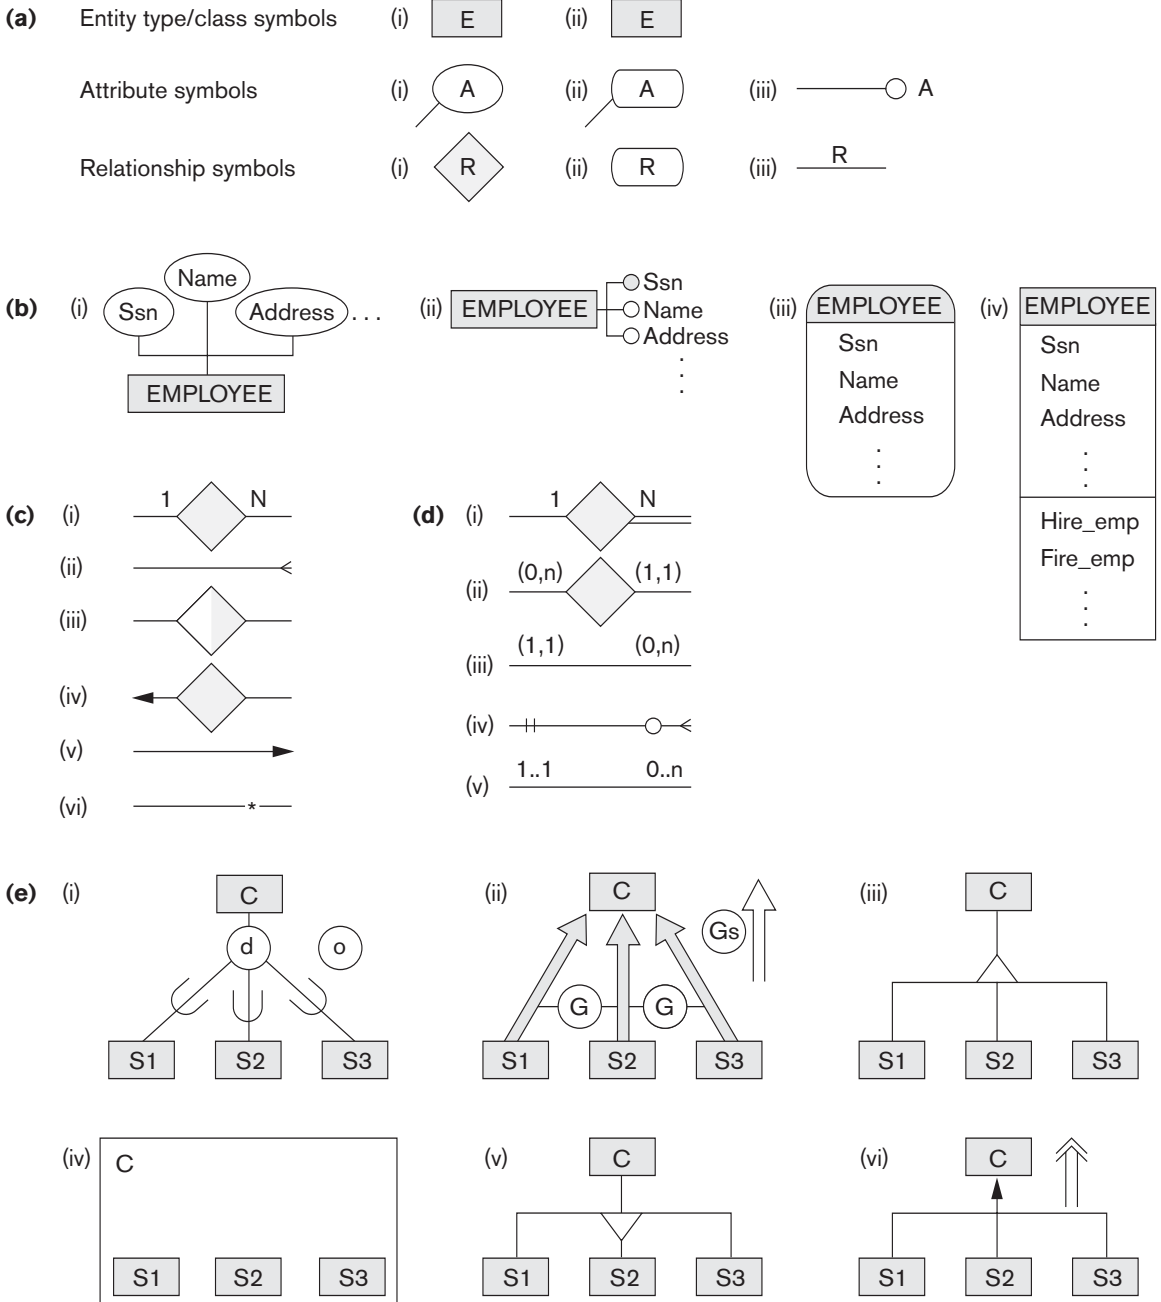 (a) Entity type/class symbols (i) E (ii) E
Attribute symbols (i) A (ii) A (iii) A
Relationship symbols (i) R (ii) R (iii) R
(b) (i) Ssn Name Address . . .
EMPLOYEE
(ii) EMPLOYEE Ssn
Name
Address
.
.
.
(iii) EMPLOYEE
Ssn
Name
Address
.
.
.
(iv) EMPLOYEE
Ssn
Name
Address
.
.
.
Hire_emp
Fire_emp
.
.
.
(c) (i) 1 N
(ii)
(iii)
(iv)
(v)
(vi) *
(d) (i) 1 N
(ii) (0,n) (1,1)
(iii) (1,1) (0,n)
(iv)
(v) 1..1 0..n
(e) (i) C
d o
S1 S2 S3
(ii) C
Gs
G G
S1 S2 S3
(iii) C
S1 S2 S3
(iv) C
S1 S2 S3
(v) C
S1 S2 S3
(vi) C
S1 S2 S3